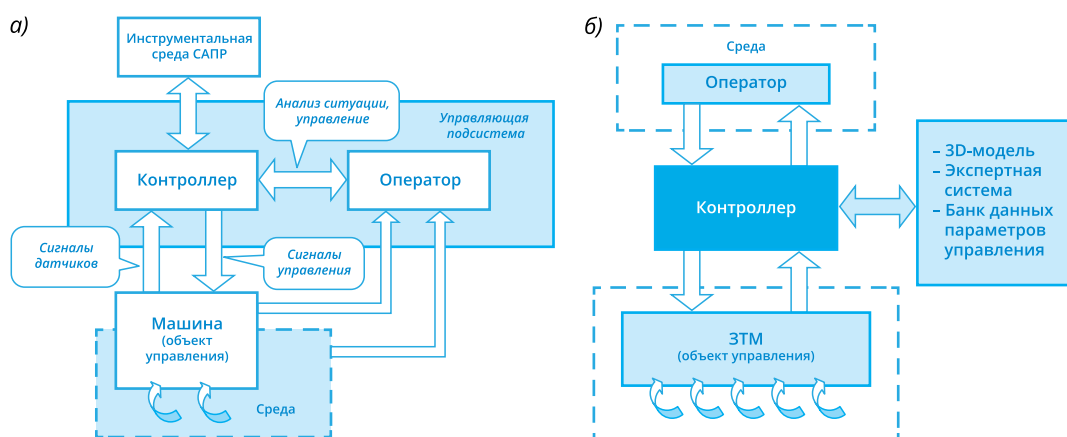 а)
Инструментальная
среда САПР
Анализ ситуации,
управление
Управляющая
подсистема
Контроллер
Оператор
Сигналы
датчиков
Сигналы
управления
Машина
(объект
управления)
Среда
б)
Среда
Оператор
Контроллер
– 3D-модель
– Экспертная
система
– Банк данных
параметров
управления
ЗТМ
(объект управления)